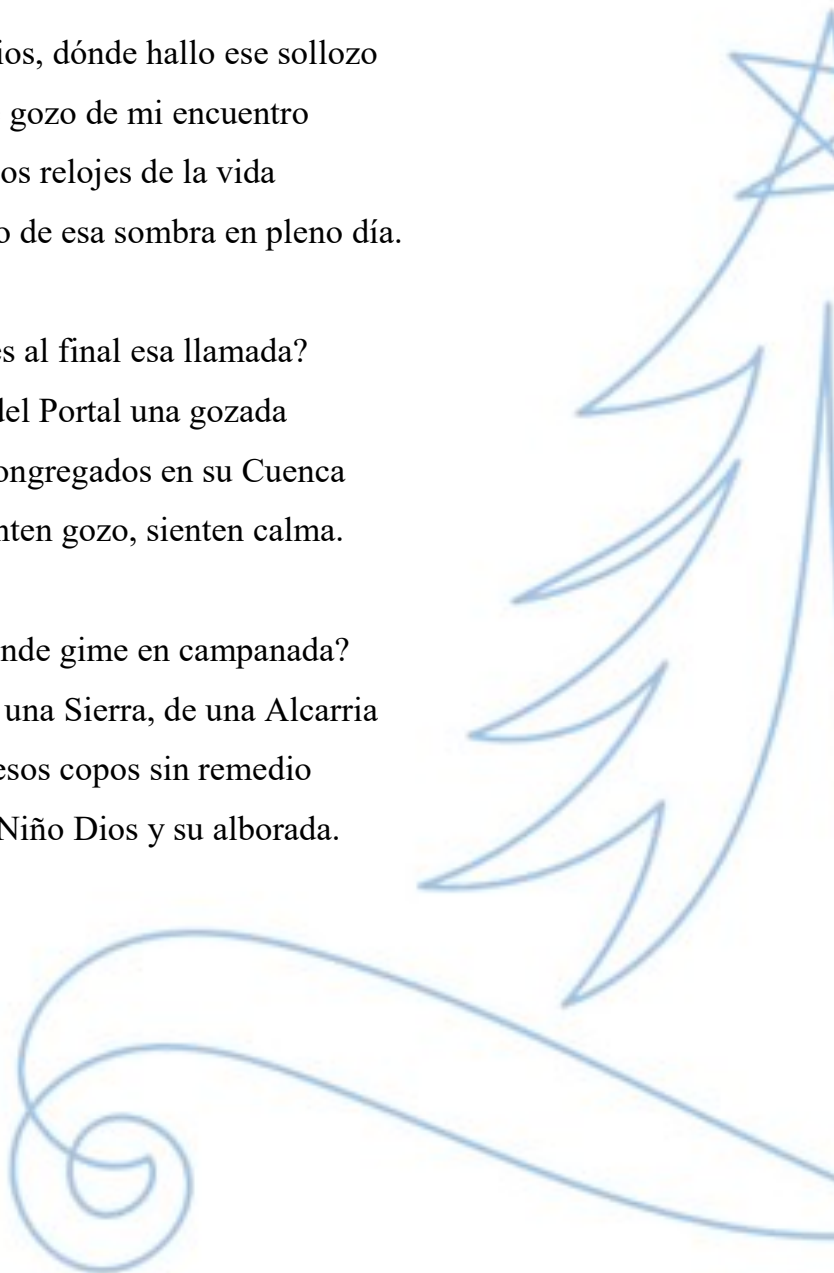 ios, dónde hallo ese sollozo
gozo de mi encuentro
os relojes de la vida
o de esa sombra en pleno día.
es al final esa llamada?
del Portal una gozada
ongregados en su Cuenca
nten gozo, sienten calma.
nde gime en campanada?
una Sierra, de una Alcarria
esos copos sin remedio
Niño Dios y su alborada.